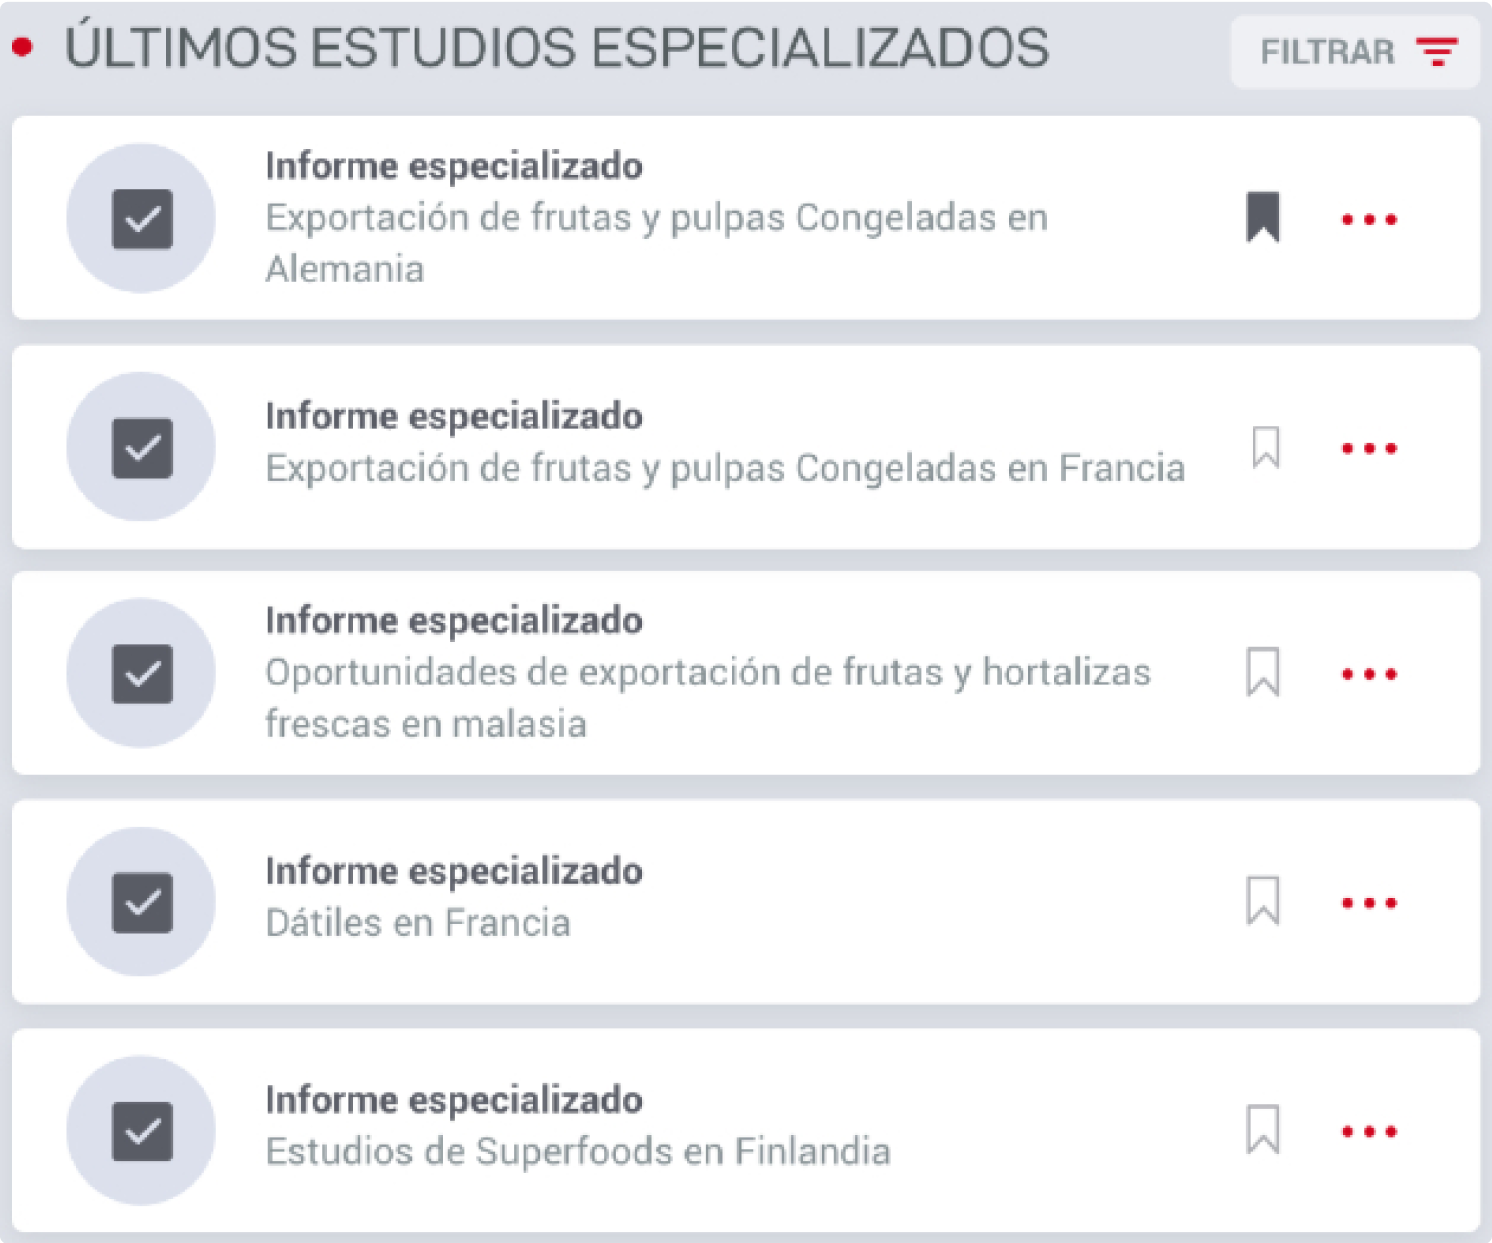 ÚLTIMOS ESTUDIOS ESPECIALIZADOS
FILTRAR
Informe especializado
Exportación de frutas y pulpas Congeladas en
Alemania
Informe especializado
Exportación de frutas y pulpas Congeladas en Francia
Informe especializado
Oportunidades de exportación de frutas y hortalizas
frescas en malasia
Informe especializado
Dátiles en Francia
Informe especializado
Estudios de Superfoods en Finlandia